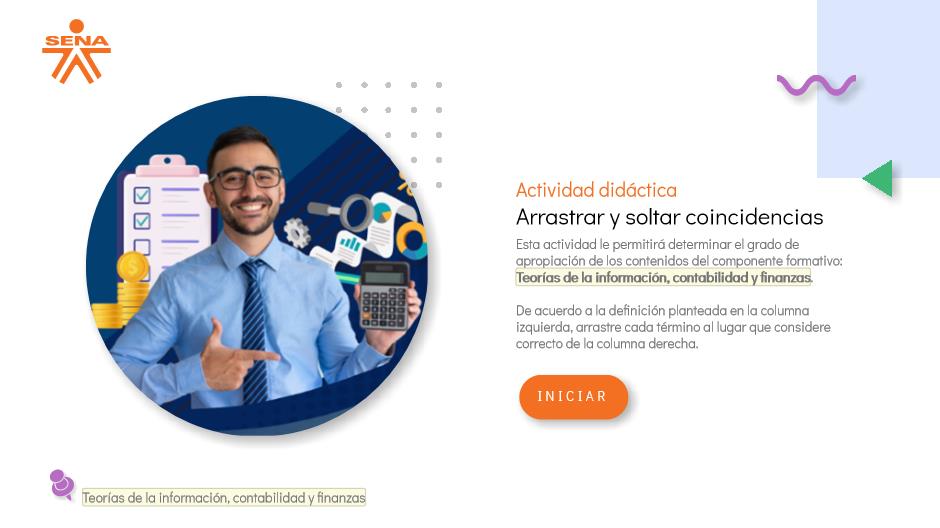 SENA
Actividad didáctica
Arrastrar y soltar coincidencias
Esta actividad le permitirá determinar el grado de
apropiación de los contenidos del componente formativo:
Teorías de la información, contabilidad y finanzas.
De acuerdo a la definición planteada en la columna
izquierda, arrastre cada término al lugar que considere
correcto de la columna derecha.
INICIAR
Teorías de la información, contabilidad y finanzas